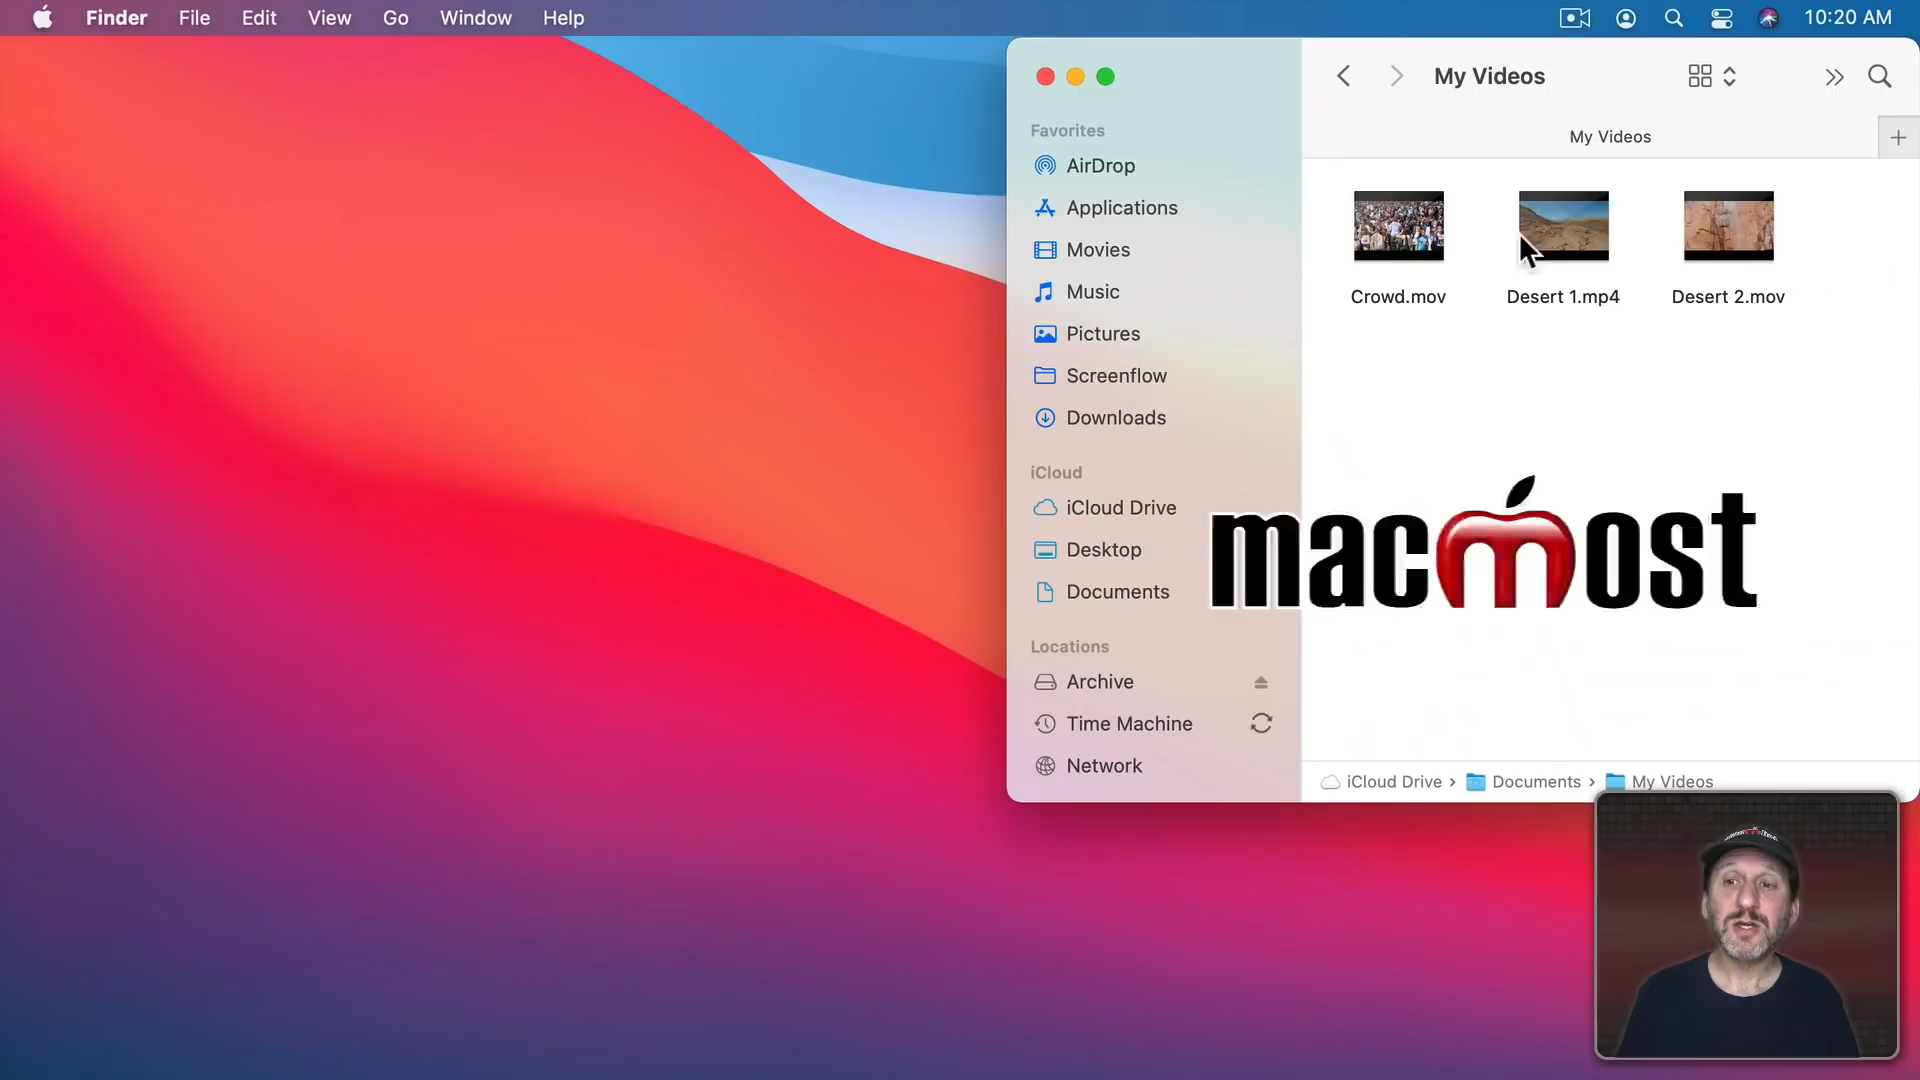 Finder File Edit View Go Window Help 10:20 AM
My Videos
Favorites
AirDrop
Applications
Movies
Music
Pictures
Screenflow
Downloads
iCloud
iCloud Drive
Desktop
Documents
Locations
Archive
Time Machine
Network
My Videos
Crowd.mov Desert 1.mp4 Desert 2.mov
macmost
iCloud Drive › Documents › My Videos